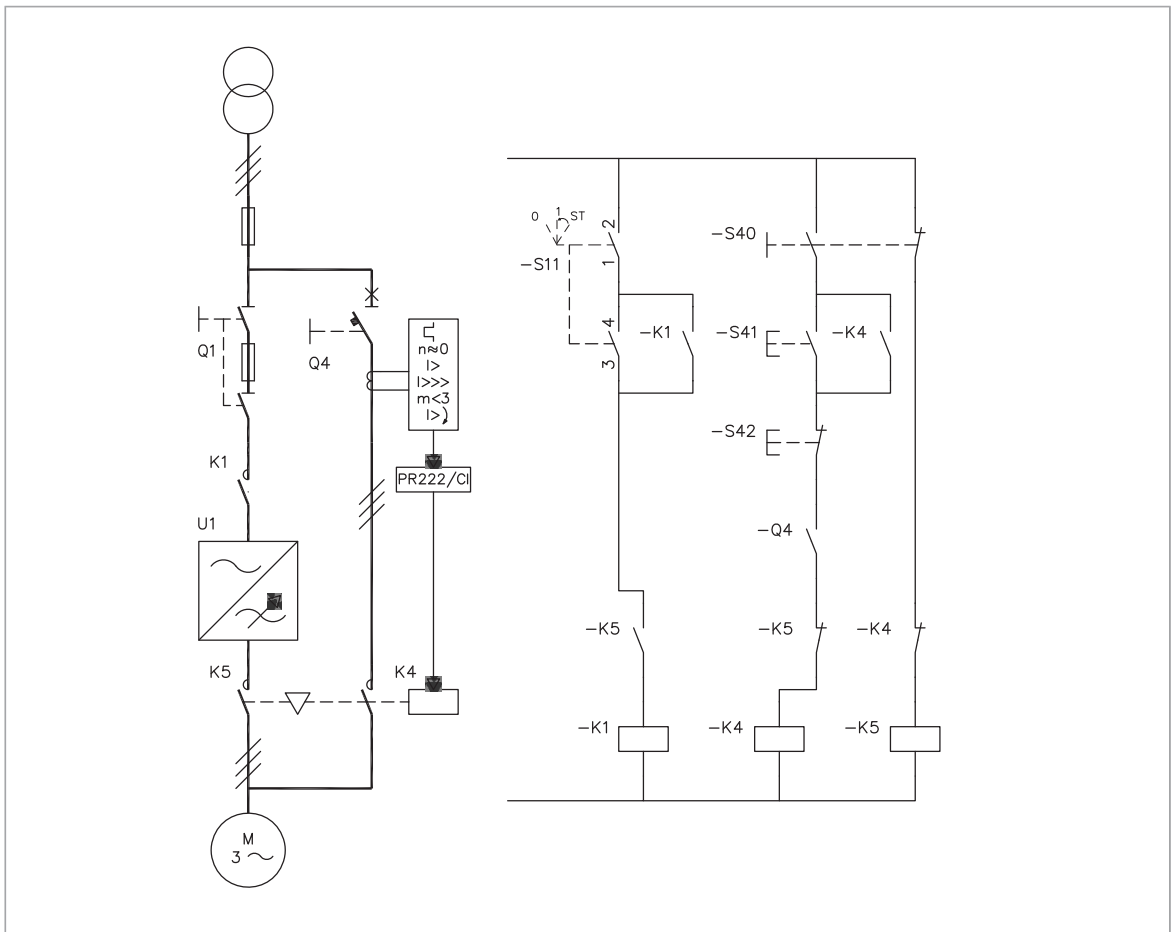 Q1
Q4
n≈0
I>
I>>>
m<3
I>
PR222/CI
K1
U1
K5
K4
M
3 ~
0 1 ST
-S11
2
1
4
3
-K1
-S40
-S41
-K4
-S42
-Q4
-K5
-K5
-K4
-K1
-K4
-K5